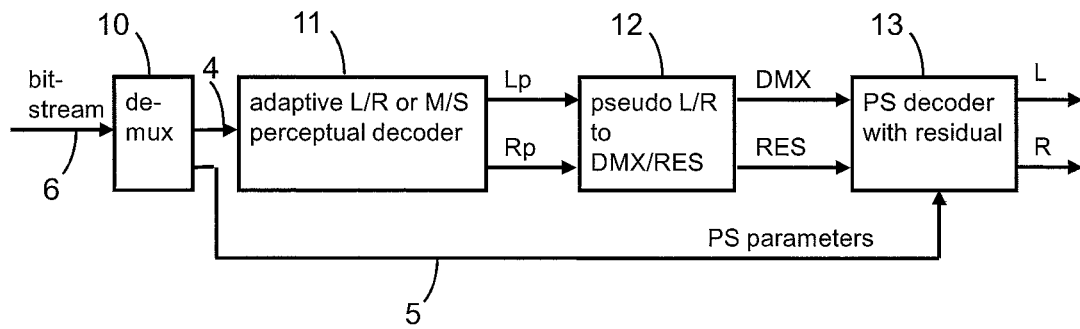 10
11
12
13
bit-
stream
6
de-
mux
4
adaptive L/R or M/S
perceptual decoder
Lp
Rp
pseudo L/R
to
DMX/RES
DMX
RES
PS decoder
with residual
L
R
PS parameters
5